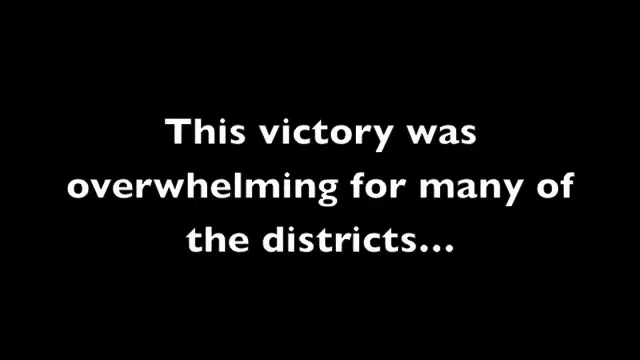 This victory was
overwhelming for many of
the districts...